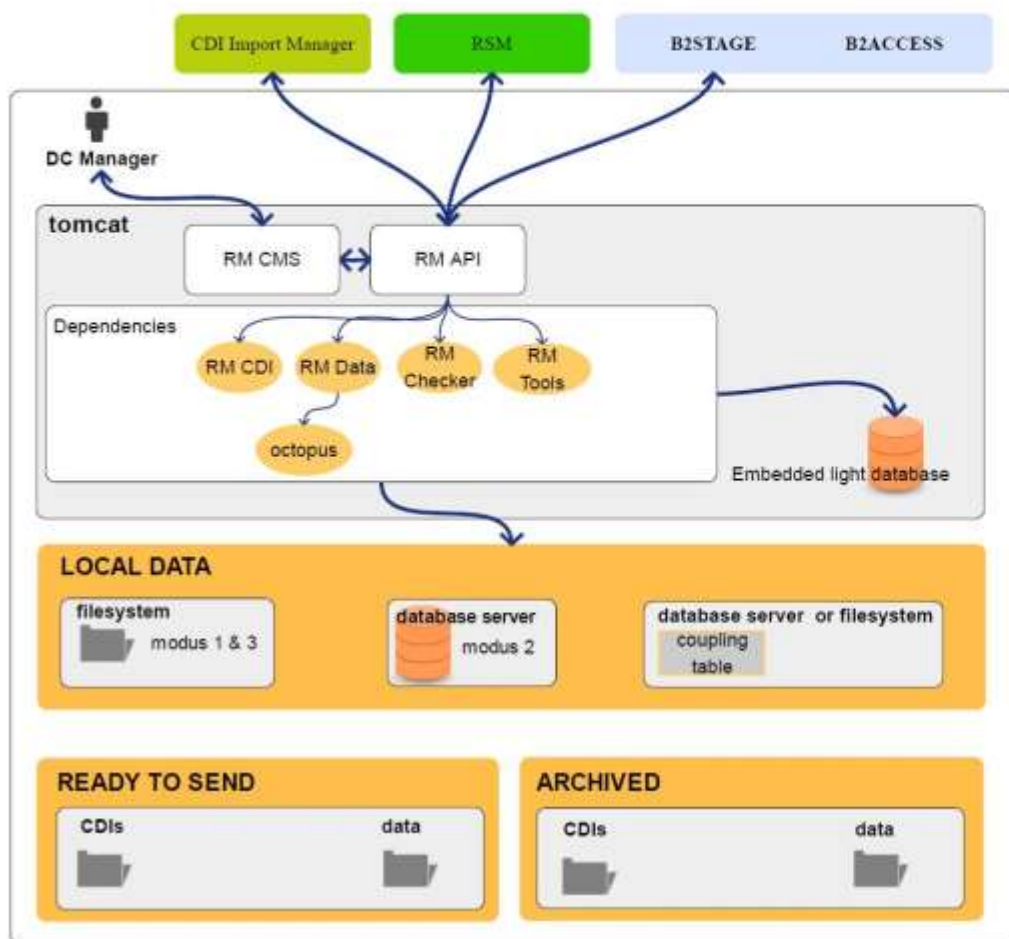 CDI Import Manager
RSM
B2STAGE B2ACCESS
DC Manager
tomcat
RM CMS
RM API
Dependencies
RM CDI
RM Data
RM
Checker
RM
Tools
octopus
Embedded light database
LOCAL DATA
filesystem
modus 1 & 3
database server
modus 2
database server or filesystem
coupling
table
READY TO SEND
CDIs
data
ARCHIVED
CDIs
data